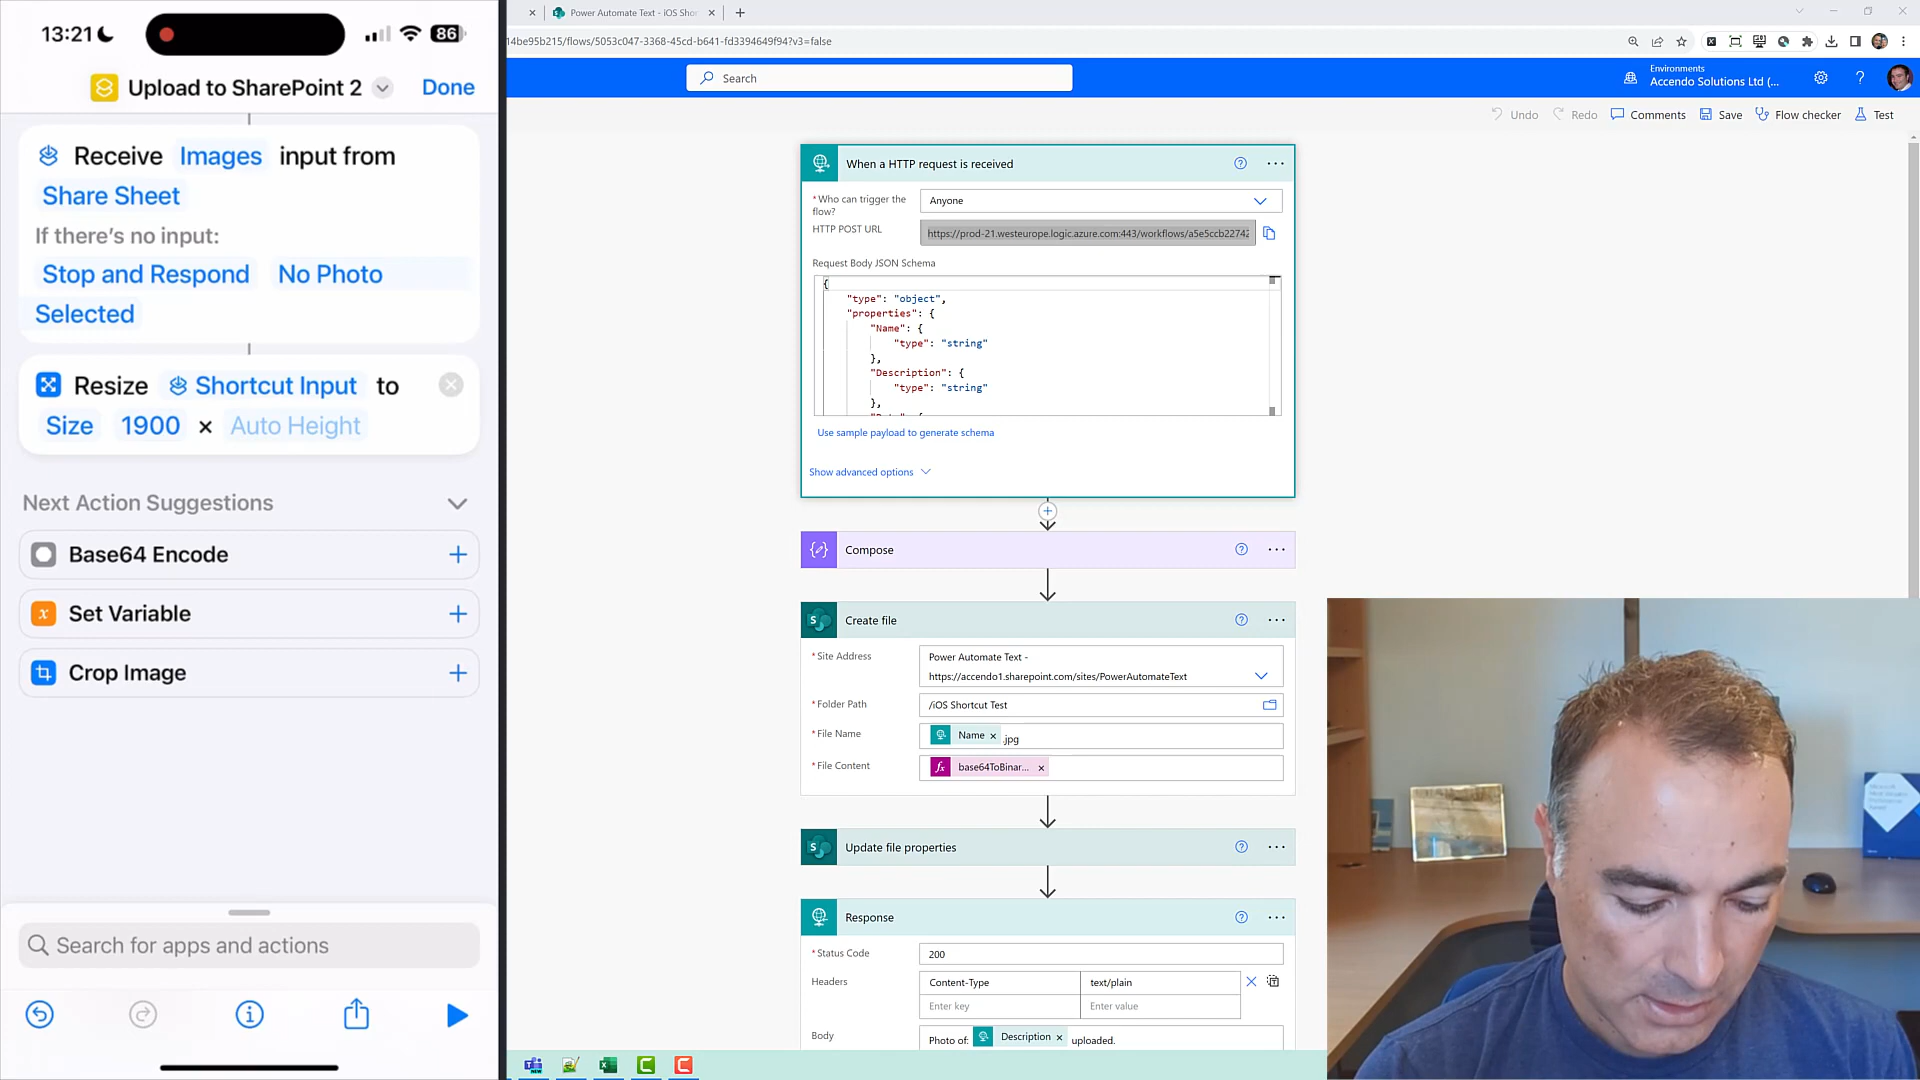 13:21
86
Upload to SharePoint 2
Done
Receive Images input from
Share Sheet
If there's no input:
Stop and Respond No Photo
Selected
Resize Shortcut Input to
Size 1900 × Auto Height
Next Action Suggestions
Base64 Encode
Set Variable
Crop Image
Search for apps and actions
Power Automate Text - iOS Shor
14be95b215/flows/5053c047-3368-45cd-b641-fd3394649f94?v3=false
Search
Environments
Accendo Solutions Ltd (...
Undo
Redo
Comments
Save
Flow checker
Test
When a HTTP request is received
* Who can trigger the
flow?
Anyone
HTTP POST URL
https://prod-21.westeurope.logic.azure.com:443/workflows/a5e5ccb22742
Request Body JSON Schema
{
"type": "object",
"properties": {
"Name": {
"type": "string"
},
"Description": {
"type": "string"
},
Use sample payload to generate schema
Show advanced options
Compose
Create file
* Site Address
Power Automate Text -
https://accendo1.sharepoint.com/sites/PowerAutomateText
* Folder Path
/iOS Shortcut Test
* File Name
Name × .jpg
* File Content
fx base64ToBinar... ×
Update file properties
Response
* Status Code
200
Headers
Content-Type
text/plain
Enter key
Enter value
Body
Photo of: Description × uploaded.